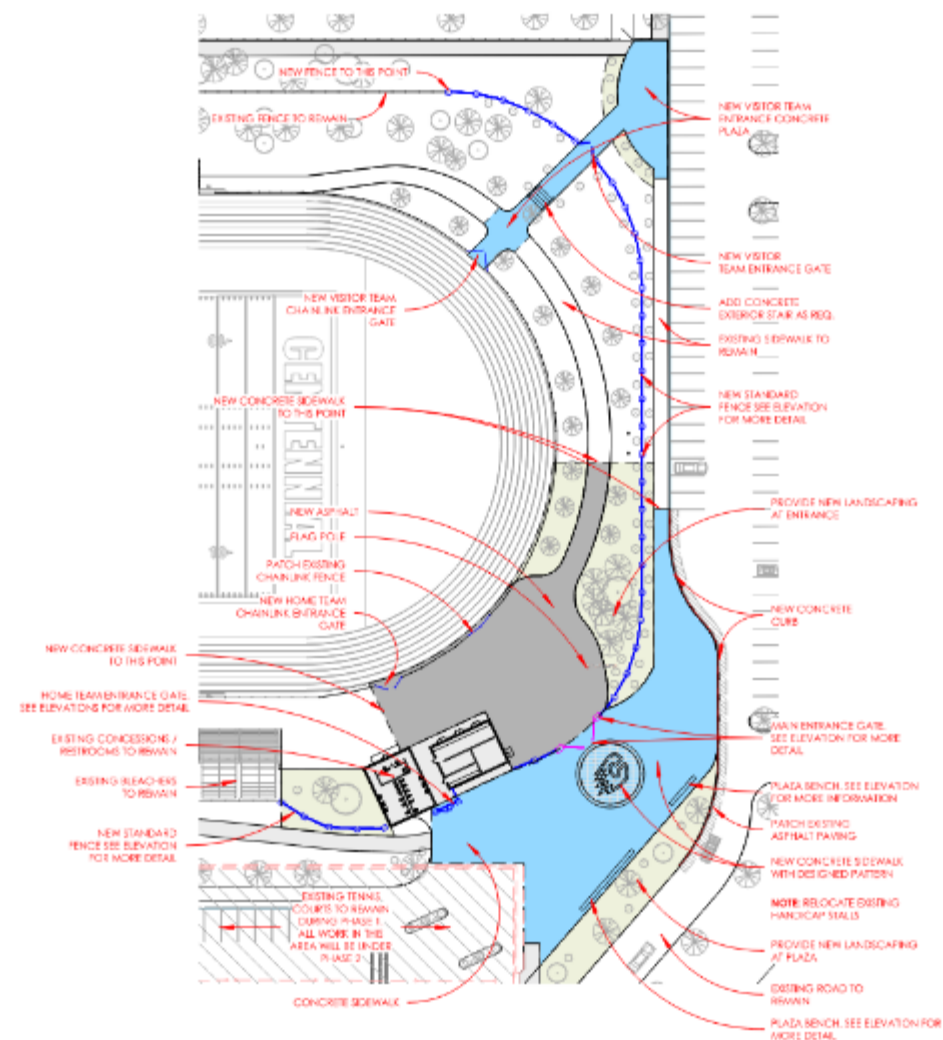 NEW FENCE TO THIS POINT
EXISTING FENCE TO REMAIN
NEW VISITOR TEAM
ENTRANCE CONCRETE
PLAZA
NEW VISITOR
TEAM ENTRANCE GATE
NEW VISITOR TEAM
CHAINLINK ENTRANCE
GATE
ADD CONCRETE
EXTERIOR STAIR AS REQ.
EXISTING SIDEWALK TO
REMAIN
CENTENNIAL
NEW CONCRETE SIDEWALK
TO THIS POINT
NEW STANDARD
FENCE SEE ELEVATION
FOR MORE DETAIL
NEW ASPHALT
FLAG POLE
PATCH EXISTING
CHAINLINK FENCE
NEW HOME TEAM
CHAINLINK ENTRANCE
GATE
PROVIDE NEW LANDSCAPING
AT ENTRANCE
NEW CONCRETE
CURB
NEW CONCRETE SIDEWALK
TO THIS POINT
HOME TEAM ENTRANCE GATE,
SEE ELEVATIONS FOR MORE DETAIL
EXISTING CONCESSIONS /
RESTROOMS TO REMAIN
EXISTING BLEACHERS
TO REMAIN
NEW STANDARD
FENCE SEE ELEVATION
FOR MORE DETAIL
MAIN ENTRANCE GATE,
SEE ELEVATION FOR MORE
DETAIL
PLAZA BENCH, SEE ELEVATION
FOR MORE INFORMATION
PATCH EXISTING
ASPHALT PAVING
NEW CONCRETE SIDEWALK
WITH DESIGNED PATTERN
NOTE: RELOCATE EXISTING
HANDICAP STALLS
PROVIDE NEW LANDSCAPING
AT PLAZA
EXISTING ROAD TO
REMAIN
PLAZA BENCH, SEE ELEVATION FOR
MORE DETAIL
EXISTING TENNIS
COURTS TO REMAIN
DURING PHASE 1.
ALL WORK IN THIS
AREA WILL BE UNDER
PHASE 2
CONCRETE SIDEWALK